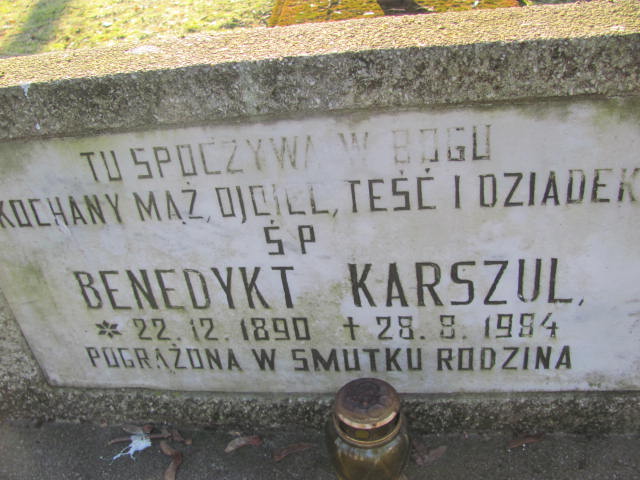 TU SPOCZYWA W BOGU
KOCHANY MĄŻ, OJCIEC, TEŚĆ I DZIADEK
ŚP
BENEDYKT KARSZUL,
* 22. 12. 1890 † 28. 8. 1984
POGRĄŻONA W SMUTKU RODZINA